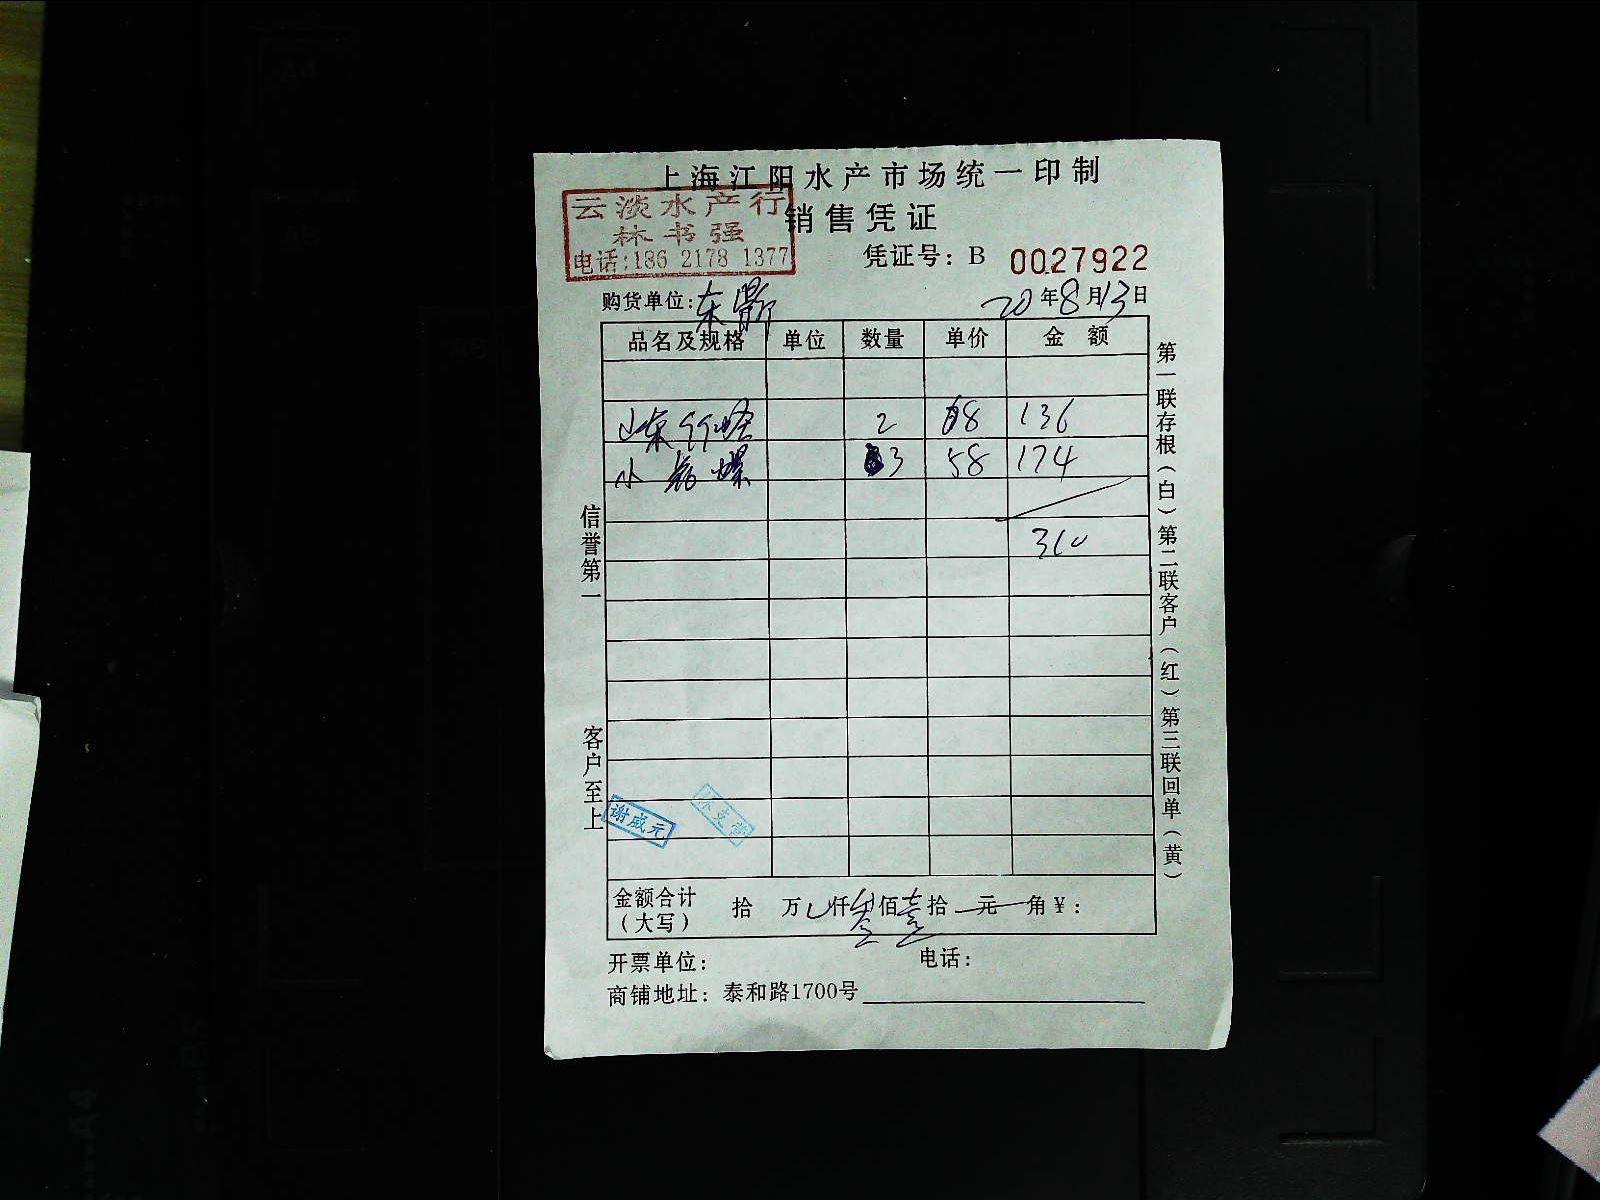 上海江阳水产市场统一印制
云淡水产行
林书强
电话:186 2178 1377
销售凭证
凭证号: B 0027922
购货单位:东鼎
20年8月13日
品名及规格 单位 数量 单价 金 额
山东竹蛏 2 68 136
小花螺 3 58 174
310
金额合计(大写) 拾 万 仟叁佰壹拾 元 角¥:
开票单位: 电话:
商铺地址: 泰和路1700号
信誉第一
客户至上
谢威元
第一联存根(白)第二联客户(红)第三联回单(黄)